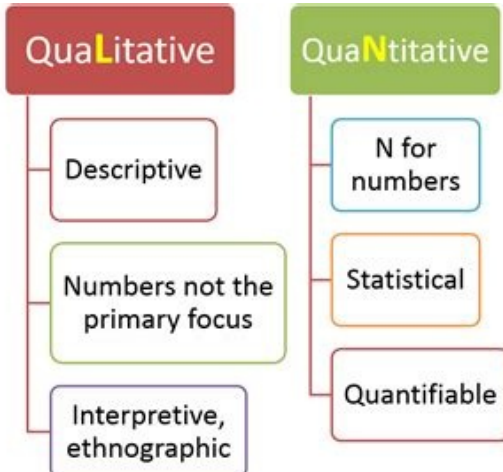 QuaLitative
Descriptive
Numbers not the
primary focus
Interpretive,
ethnographic
QuaNtitative
N for
numbers
Statistical
Quantifiable